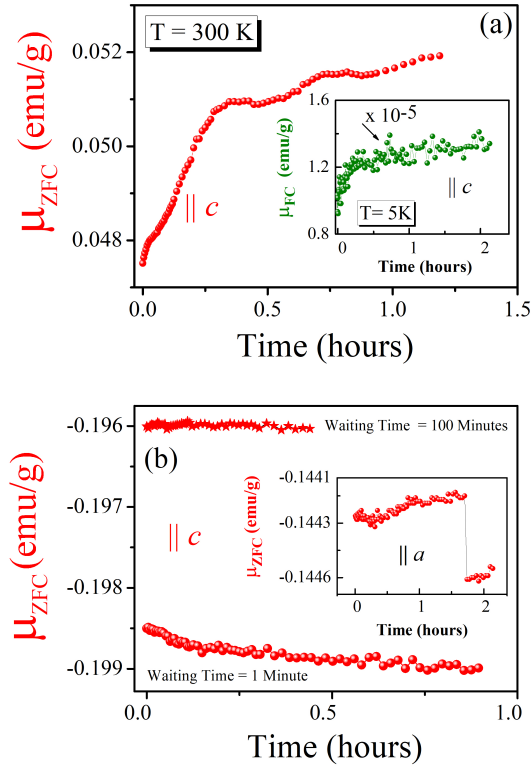 (a)
T = 300 K
μZFC (emu/g)
0.052
0.050
0.048
|| c
0.0 0.5 1.0 1.5
Time (hours)
μFC (emu/g)
1.6
1.2
0.8
x 10-5
|| c
T= 5K
0 1 2
Time (hours)
(b)
μZFC (emu/g)
-0.196
-0.197
-0.198
-0.199
Waiting Time = 100 Minutes
|| c
Waiting Time = 1 Minute
0.0 0.5 1.0
Time (hours)
μZFC (emu/g)
-0.1441
-0.1443
-0.1446
|| a
0 1 2
Time (hours)